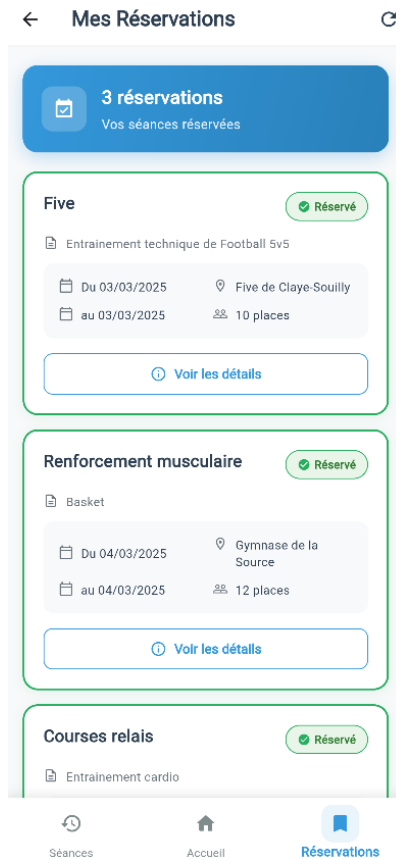 Mes Réservations
3 réservations
Vos séances réservées
Five
Réservé
Entrainement technique de Football 5v5
Du 03/03/2025
Five de Claye-Souilly
au 03/03/2025
10 places
Voir les détails
Renforcement musculaire
Réservé
Basket
Du 04/03/2025
Gymnase de la
Source
au 04/03/2025
12 places
Voir les détails
Courses relais
Réservé
Entrainement cardio
Séances
Accueil
Réservations